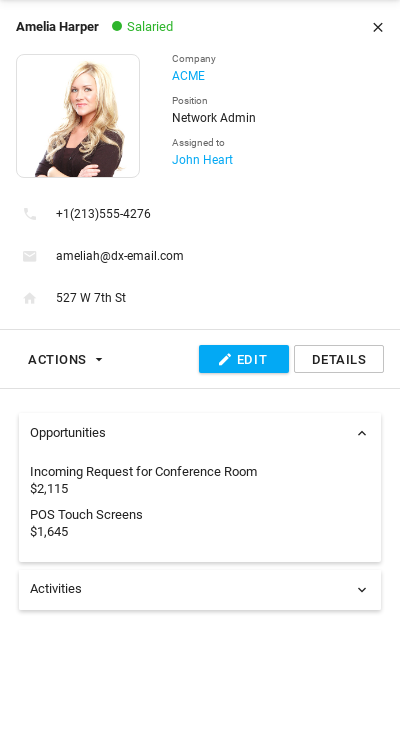 Amelia Harper Salaried
Company
ACME
Position
Network Admin
Assigned to
John Heart
+1(213)555-4276
ameliah@dx-email.com
527 W 7th St
ACTIONS EDIT DETAILS
Opportunities
Incoming Request for Conference Room
$2,115
POS Touch Screens
$1,645
Activities